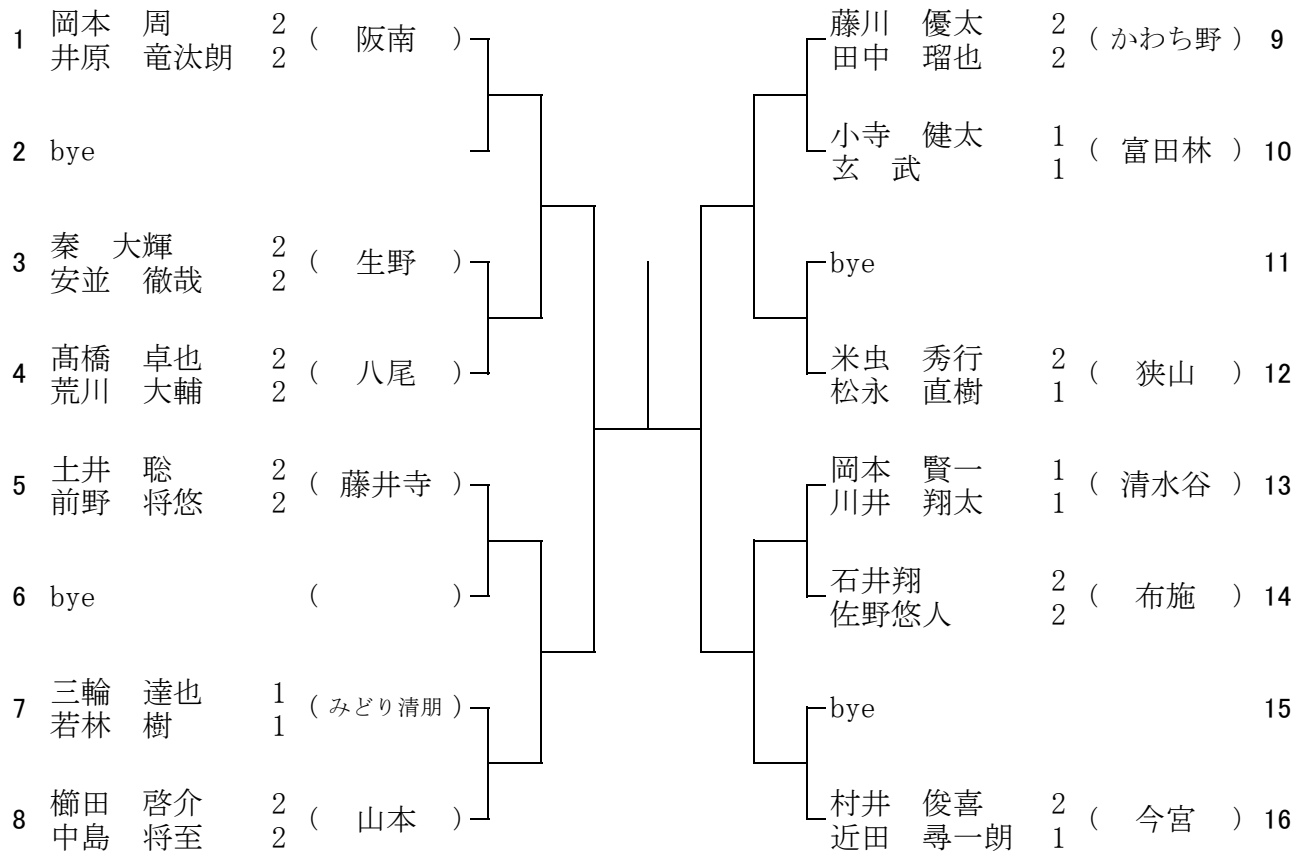 1 岡本　周 2 ( 阪南 )
井原　竜汰朗 2
2 bye
3 秦　大輝 2 ( 生野 )
安並　徹哉 2
4 髙橋　卓也 2 ( 八尾 )
荒川　大輔 2
5 土井　聡 2 ( 藤井寺 )
前野　将悠 2
6 bye ( )
7 三輪　達也 1 ( みどり清朋 )
若林　樹 1
8 櫛田　啓介 2 ( 山本 )
中島　将至 2
藤川　優太 2 ( かわち野 ) 9
田中　瑠也 2
小寺　健太 1 ( 富田林 ) 10
玄　武 1
bye 11
米虫　秀行 2 ( 狭山 ) 12
松永　直樹 1
岡本　賢一 1 ( 清水谷 ) 13
川井　翔太 1
石井翔 2 ( 布施 ) 14
佐野悠人 2
bye 15
村井　俊喜 2 ( 今宮 ) 16
近田　尋一朗 1